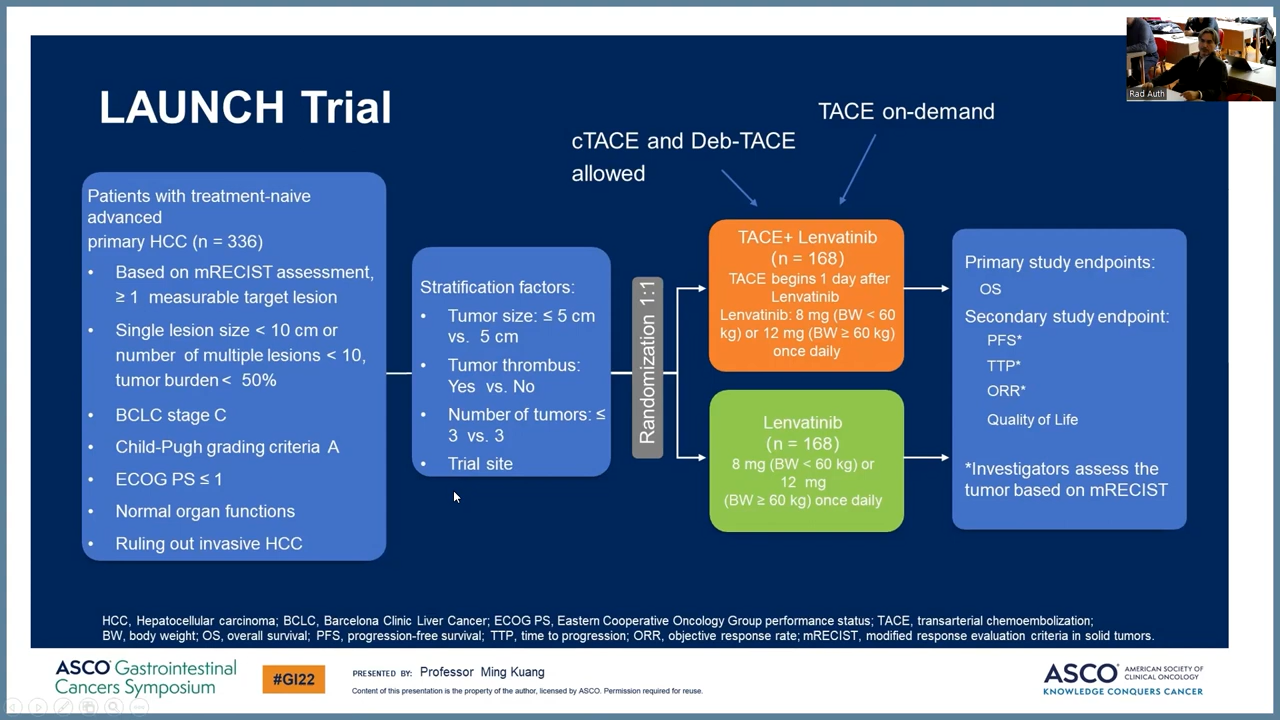 LAUNCH Trial
cTACE and Deb-TACE
allowed
TACE on-demand
Rad Auth
Patients with treatment-naive
advanced
primary HCC (n = 336)
• Based on mRECIST assessment,
≥ 1 measurable target lesion
• Single lesion size < 10 cm or
number of multiple lesions < 10,
tumor burden < 50%
• BCLC stage C
• Child-Pugh grading criteria A
• ECOG PS ≤ 1
• Normal organ functions
• Ruling out invasive HCC
Stratification factors:
• Tumor size: ≤ 5 cm
vs. 5 cm
• Tumor thrombus:
Yes vs. No
• Number of tumors: ≤
3 vs. 3
• Trial site
Randomization 1:1
TACE+ Lenvatinib
(n = 168)
TACE begins 1 day after
Lenvatinib
Lenvatinib: 8 mg (BW < 60
kg) or 12 mg (BW ≥ 60 kg)
once daily
Lenvatinib
(n = 168)
8 mg (BW < 60 kg) or
12 mg
(BW ≥ 60 kg) once daily
Primary study endpoints:
OS
Secondary study endpoint:
PFS*
TTP*
ORR*
Quality of Life
*Investigators assess the
tumor based on mRECIST
HCC, Hepatocellular carcinoma; BCLC, Barcelona Clinic Liver Cancer; ECOG PS, Eastern Cooperative Oncology Group performance status; TACE, transarterial chemoembolization;
BW, body weight; OS, overall survival; PFS, progression-free survival; TTP, time to progression; ORR, objective response rate; mRECIST, modified response evaluation criteria in solid tumors.
ASCO Gastrointestinal
Cancers Symposium
#GI22
PRESENTED BY: Professor Ming Kuang
Content of this presentation is the property of the author, licensed by ASCO. Permission required for reuse.
ASCO AMERICAN SOCIETY OF
CLINICAL ONCOLOGY
KNOWLEDGE CONQUERS CANCER